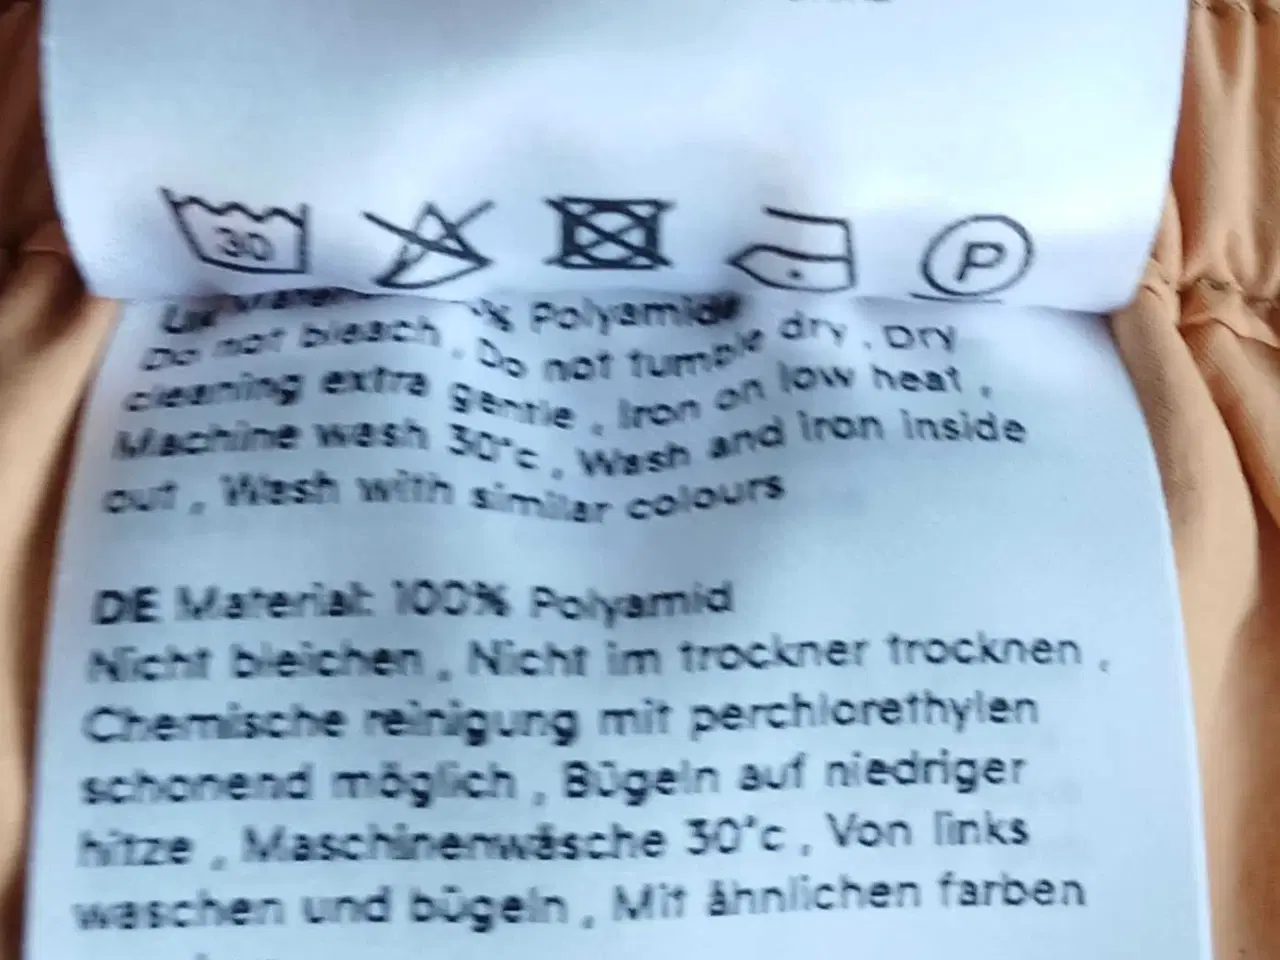 30
P
Polyamide
Do not bleach , Do not tumble dry , Dry
cleaning extra gentle , Iron on low heat ,
Machine wash 30°c , Wash and iron inside
out , Wash with similar colours
DE Material: 100% Polyamid
Nicht bleichen , Nicht im trockner trocknen ,
Chemische reinigung mit perchlorethylen
schonend möglich , Bügeln auf niedriger
hitze , Maschinenwäsche 30°c , Von links
waschen und bügeln , Mit ähnlichen farben